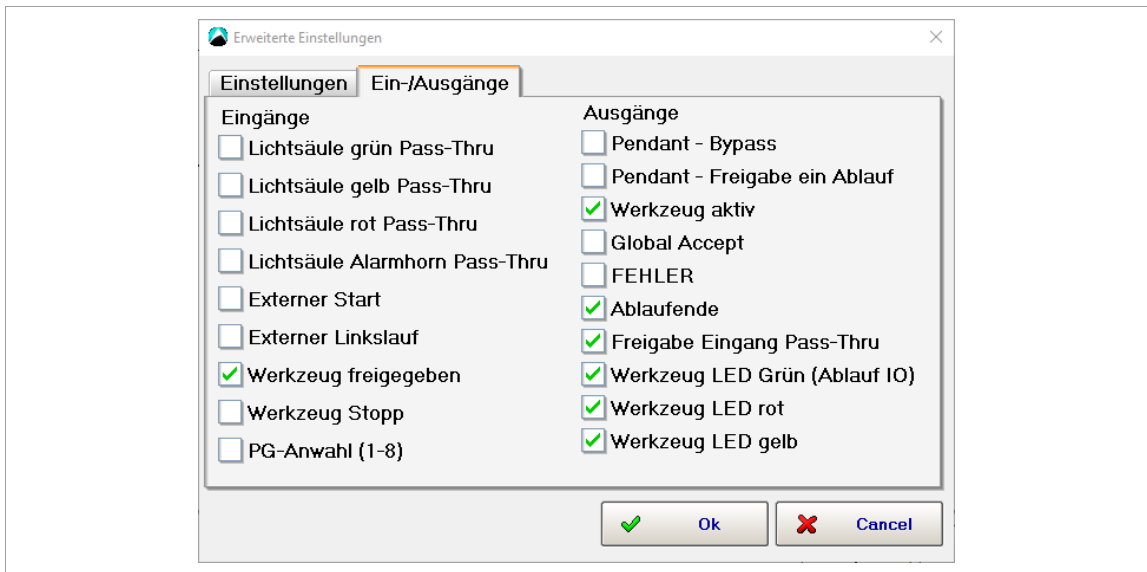 Erweiterte Einstellungen
Einstellungen
Ein-/Ausgänge
Eingänge
Lichtsäule grün Pass-Thru
Lichtsäule gelb Pass-Thru
Lichtsäule rot Pass-Thru
Lichtsäule Alarmhorn Pass-Thru
Externer Start
Externer Linkslauf
Werkzeug freigegeben
Werkzeug Stopp
PG-Anwahl (1-8)
Ausgänge
Pendant - Bypass
Pendant - Freigabe ein Ablauf
Werkzeug aktiv
Global Accept
FEHLER
Ablaufende
Freigabe Eingang Pass-Thru
Werkzeug LED Grün (Ablauf IO)
Werkzeug LED rot
Werkzeug LED gelb
Ok
Cancel